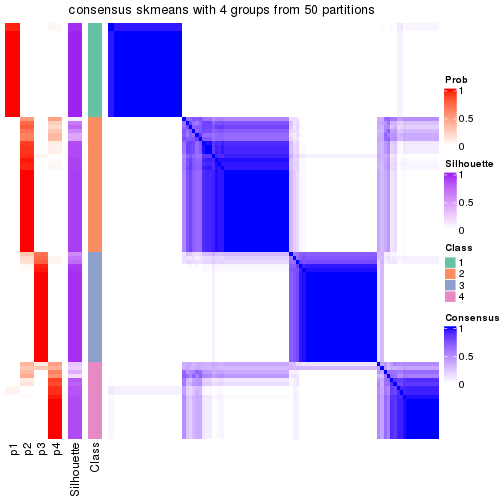 consensus skmeans with 4 groups from 50 partitions
Prob
1
0.5
0
Silhouette
1
0.5
0
Class
1
2
3
4
Consensus
1
0.5
0
p1
p2
p3
p4
Silhouette
Class